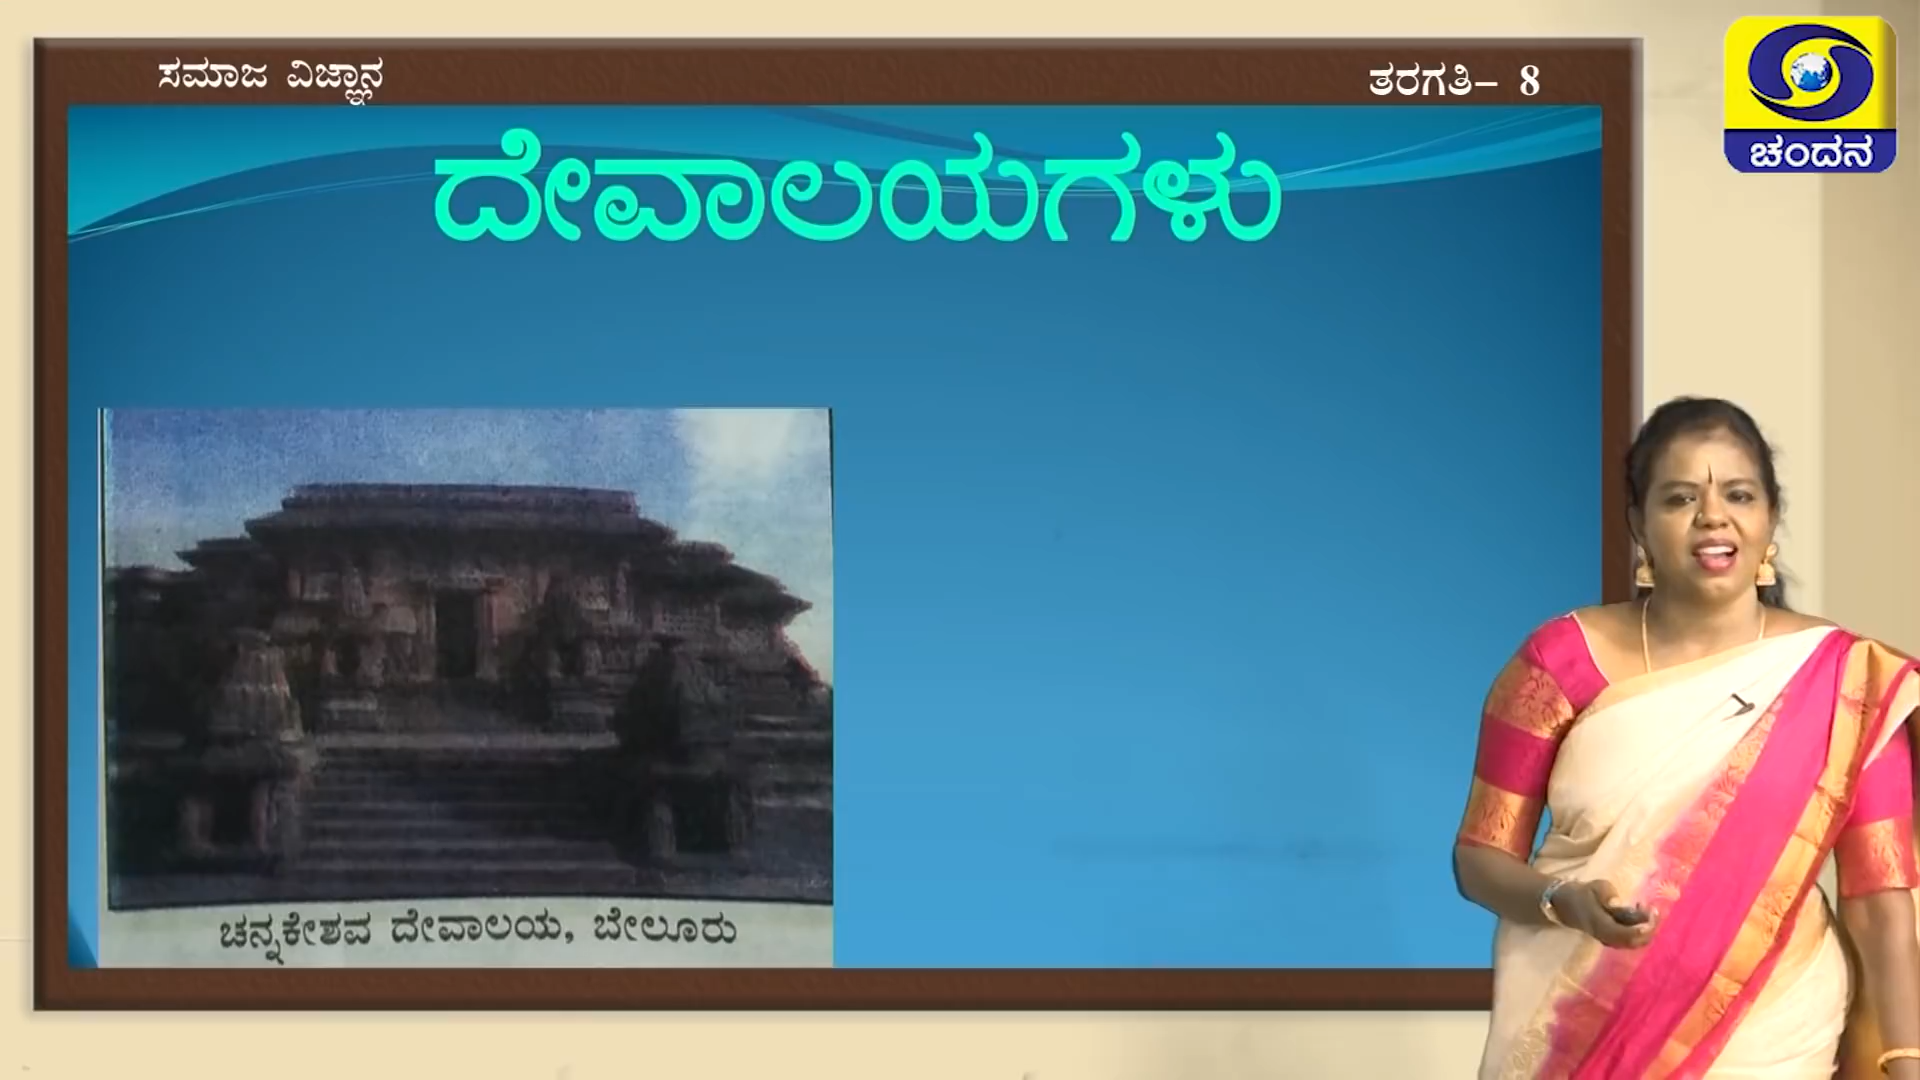 ಸಮಾಜ ವಿಜ್ಞಾನ
ತರಗತಿ– 8
ಚಂದನ
ದೇವಾಲಯಗಳು
ಚನ್ನಕೇಶವ ದೇವಾಲಯ, ಬೇಲೂರು